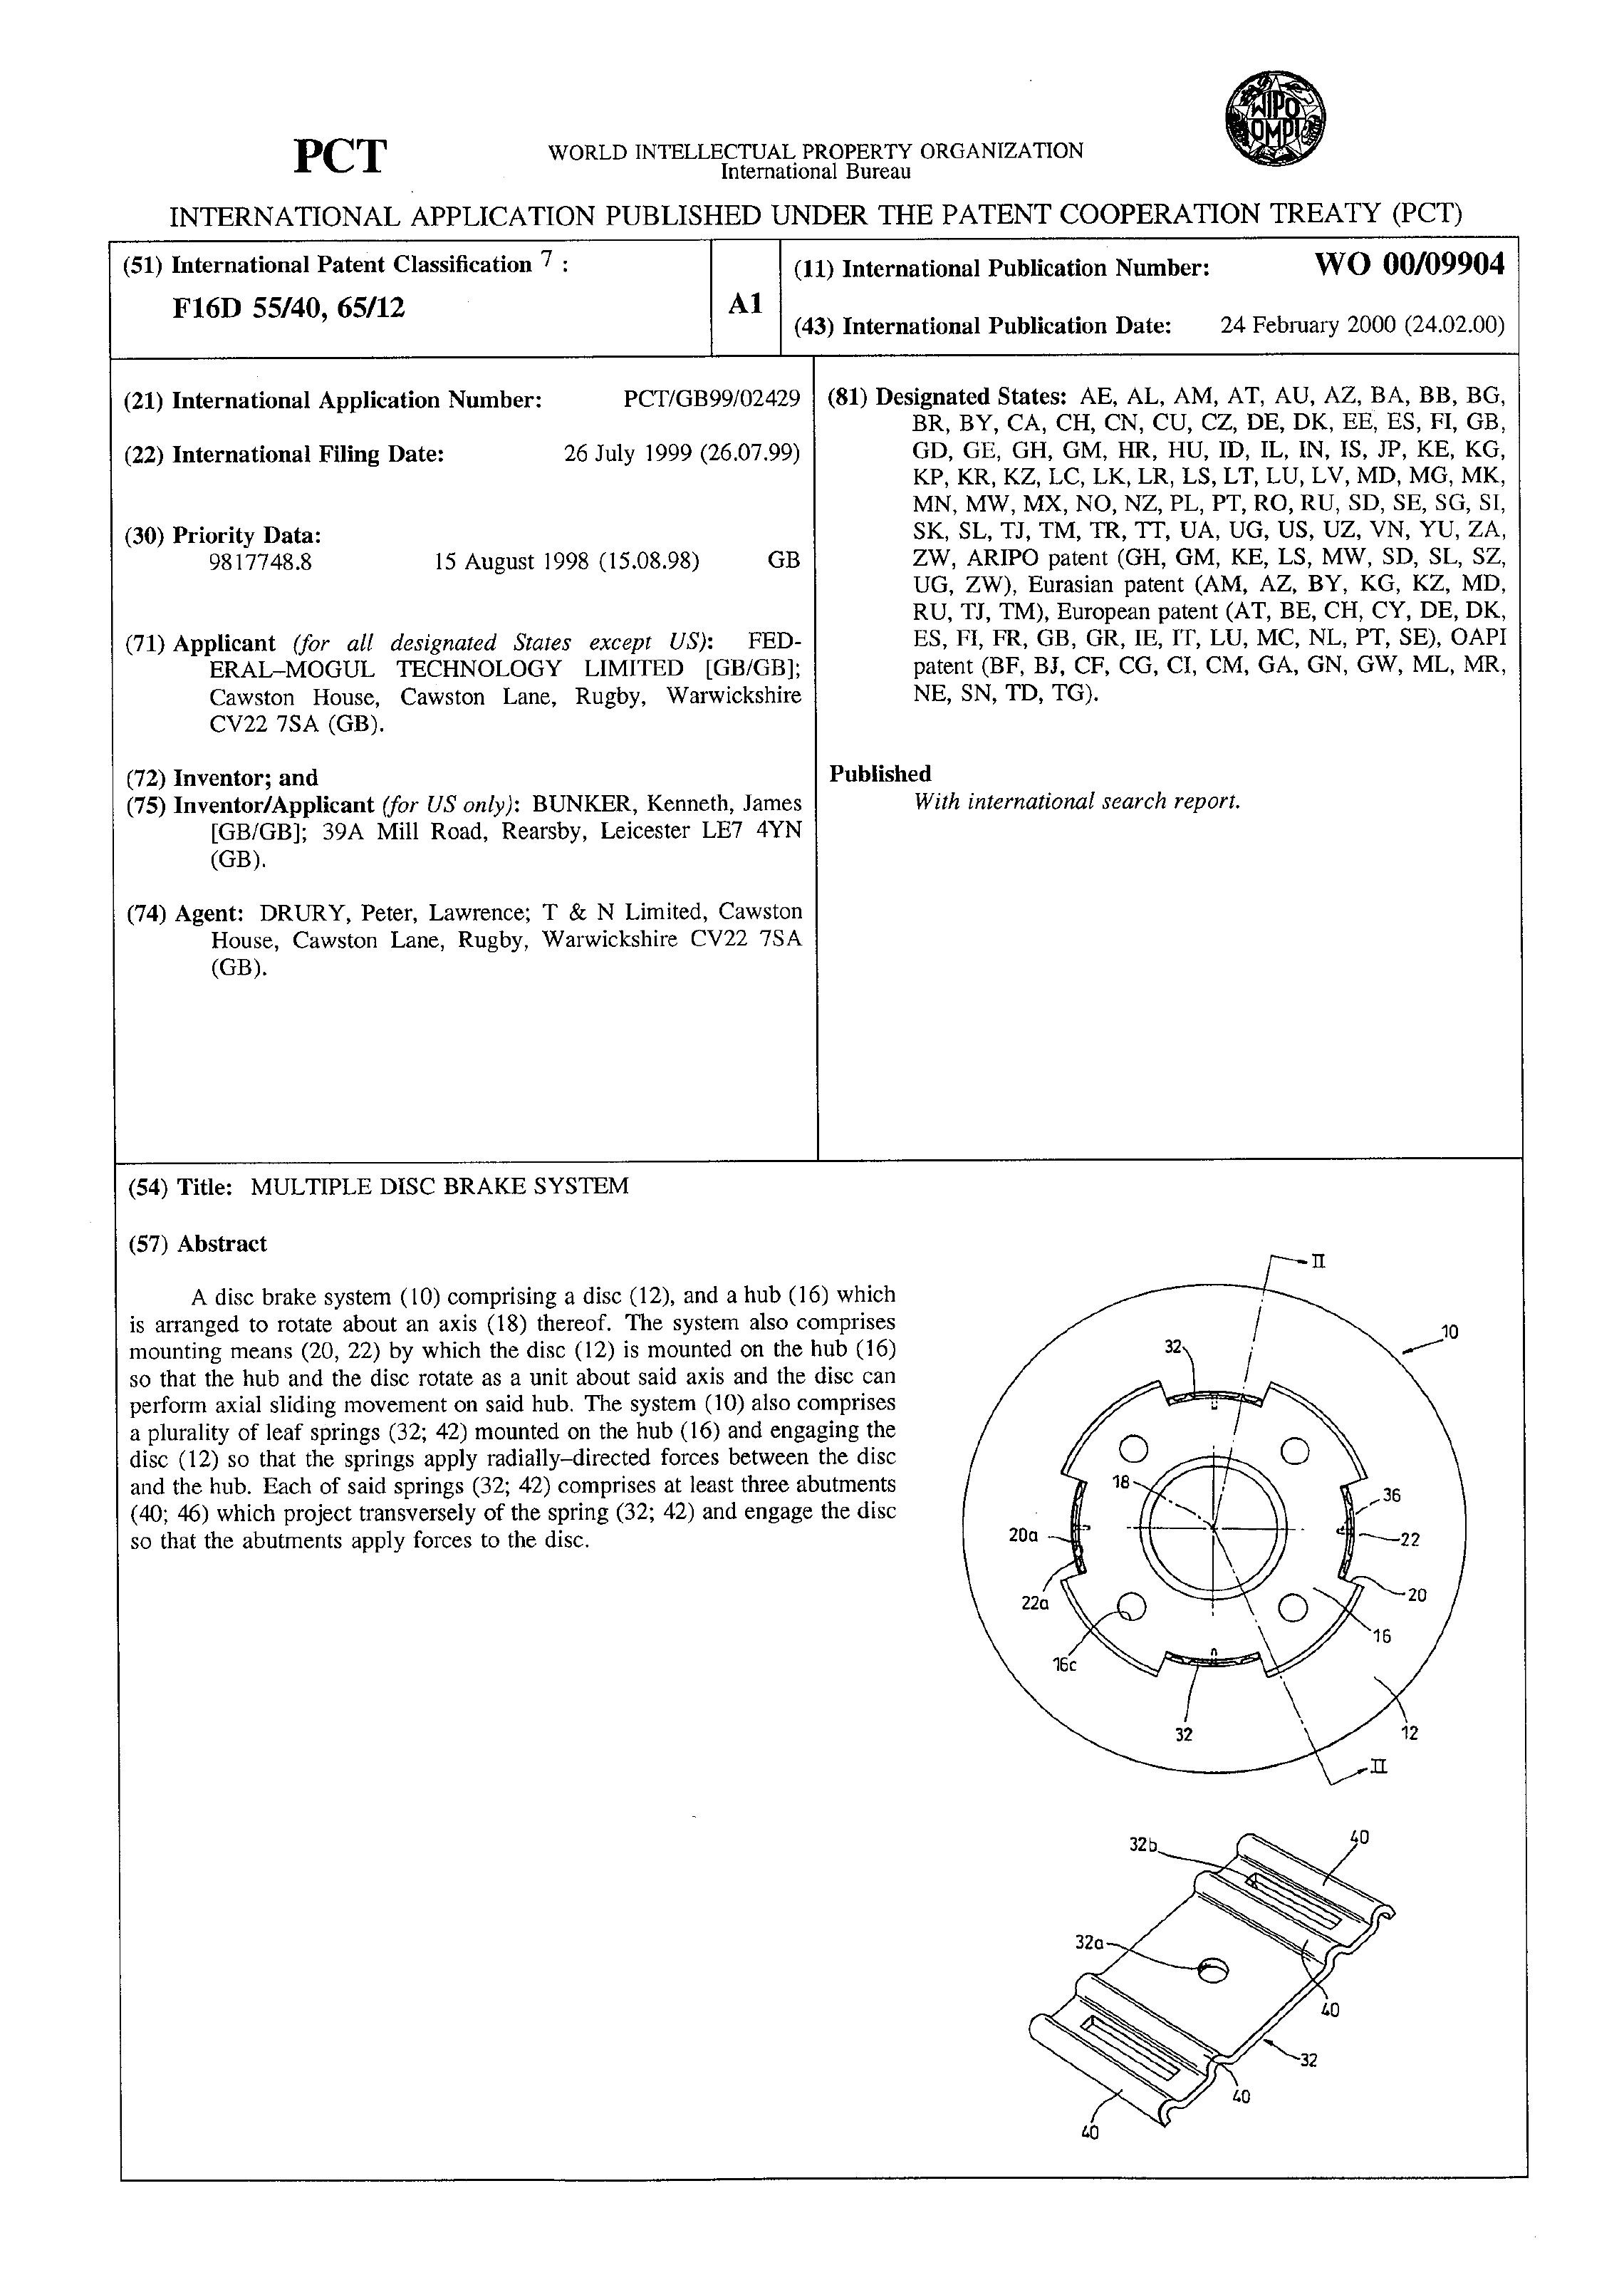 WIPO
OMPI
PCT
WORLD INTELLECTUAL PROPERTY ORGANIZATION
International Bureau
INTERNATIONAL APPLICATION PUBLISHED UNDER THE PATENT COOPERATION TREATY (PCT)
(51) International Patent Classification 7 :
F16D 55/40, 65/12
A1
(11) International Publication Number: WO 00/09904
(43) International Publication Date: 24 February 2000 (24.02.00)
(21) International Application Number: PCT/GB99/02429
(22) International Filing Date: 26 July 1999 (26.07.99)
(30) Priority Data:
9817748.8 15 August 1998 (15.08.98) GB
(71) Applicant (for all designated States except US): FED-
ERAL–MOGUL TECHNOLOGY LIMITED [GB/GB];
Cawston House, Cawston Lane, Rugby, Warwickshire
CV22 7SA (GB).
(72) Inventor; and
(75) Inventor/Applicant (for US only): BUNKER, Kenneth, James
[GB/GB]; 39A Mill Road, Rearsby, Leicester LE7 4YN
(GB).
(74) Agent: DRURY, Peter, Lawrence; T & N Limited, Cawston
House, Cawston Lane, Rugby, Warwickshire CV22 7SA
(GB).
(81) Designated States: AE, AL, AM, AT, AU, AZ, BA, BB, BG,
BR, BY, CA, CH, CN, CU, CZ, DE, DK, EE, ES, FI, GB,
GD, GE, GH, GM, HR, HU, ID, IL, IN, IS, JP, KE, KG,
KP, KR, KZ, LC, LK, LR, LS, LT, LU, LV, MD, MG, MK,
MN, MW, MX, NO, NZ, PL, PT, RO, RU, SD, SE, SG, SI,
SK, SL, TJ, TM, TR, TT, UA, UG, US, UZ, VN, YU, ZA,
ZW, ARIPO patent (GH, GM, KE, LS, MW, SD, SL, SZ,
UG, ZW), Eurasian patent (AM, AZ, BY, KG, KZ, MD,
RU, TJ, TM), European patent (AT, BE, CH, CY, DE, DK,
ES, FI, FR, GB, GR, IE, IT, LU, MC, NL, PT, SE), OAPI
patent (BF, BJ, CF, CG, CI, CM, GA, GN, GW, ML, MR,
NE, SN, TD, TG).
Published
With international search report.
(54) Title: MULTIPLE DISC BRAKE SYSTEM
(57) Abstract
A disc brake system (10) comprising a disc (12), and a hub (16) which
is arranged to rotate about an axis (18) thereof. The system also comprises
mounting means (20, 22) by which the disc (12) is mounted on the hub (16)
so that the hub and the disc rotate as a unit about said axis and the disc can
perform axial sliding movement on said hub. The system (10) also comprises
a plurality of leaf springs (32; 42) mounted on the hub (16) and engaging the
disc (12) so that the springs apply radially–directed forces between the disc
and the hub. Each of said springs (32; 42) comprises at least three abutments
(40; 46) which project transversely of the spring (32; 42) and engage the disc
so that the abutments apply forces to the disc.
II
10
32
18
36
20a
22
22a
20
16
16c
32
12
II
32b
40
32a
40
32
40
40